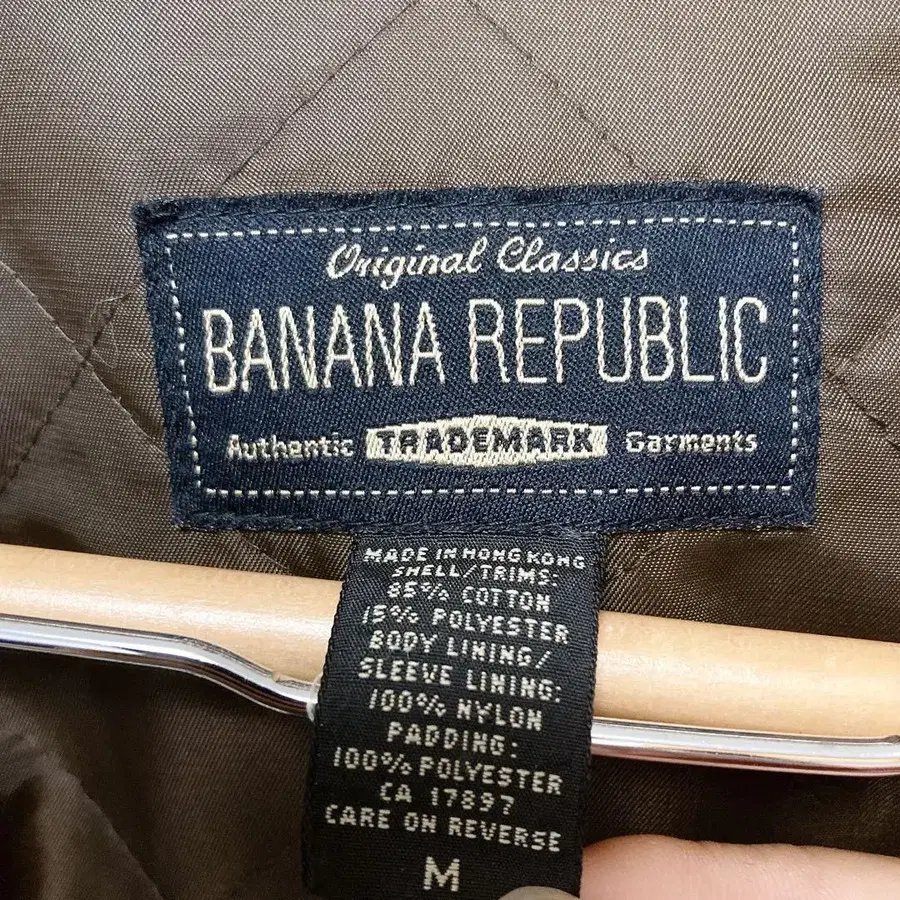 Original Classics
BANANA REPUBLIC
Authentic TRADEMARK Garments
MADE IN HONG KONG
SHELL/TRIMS:
85% COTTON
15% POLYESTER
BODY LINING/
SLEEVE LINING:
100% NYLON
PADDING:
100% POLYESTER
CA 17897
CARE ON REVERSE
M